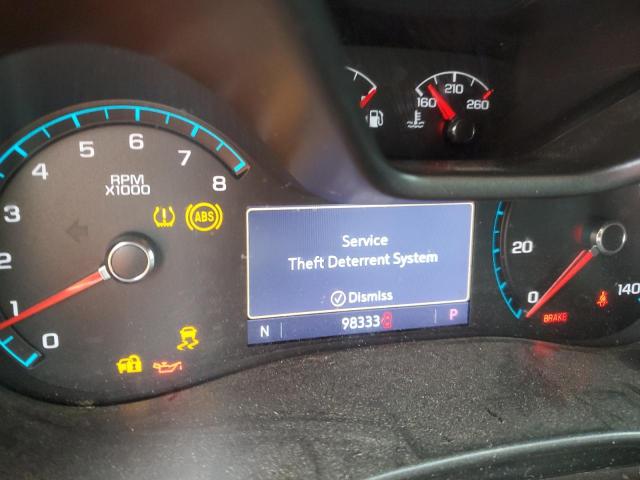 160 210 260
4 5 6 7 8
RPM
X1000
3
2
1
0
ABS
Service
Theft Deterrent System
Dismiss
N 98333 P
20
0
140
BRAKE